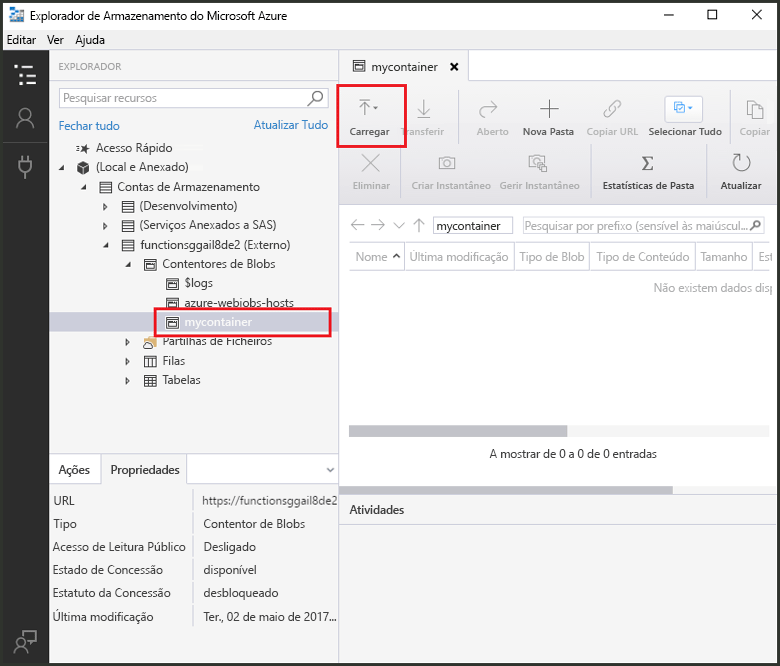 Explorador de Armazenamento do Microsoft Azure
Editar Ver Ajuda
EXPLORADOR
Pesquisar recursos
Fechar tudo Atualizar Tudo
Acesso Rápido
(Local e Anexado)
Contas de Armazenamento
(Desenvolvimento)
(Serviços Anexados a SAS)
functionsggail8de2 (Externo)
Contentores de Blobs
$logs
azure-webjobs-hosts
mycontainer
Partilhas de Ficheiros
Filas
Tabelas
Ações Propriedades
URL https://functionsggail8de2
Tipo Contentor de Blobs
Acesso de Leitura Público Desligado
Estado de Concessão disponível
Estatuto da Concessão desbloqueado
Última modificação Ter., 02 de maio de 2017...
mycontainer
Carregar Transferir Aberto Nova Pasta Copiar URL Selecionar Tudo Copiar
Eliminar Criar Instantâneo Gerir Instantâneo Estatísticas de Pasta Atualizar
mycontainer Pesquisar por prefixo (sensível às maiúscul...
Nome Última modificação Tipo de Blob Tipo de Conteúdo Tamanho Est
Não existem dados disp
A mostrar de 0 a 0 de 0 entradas
Atividades